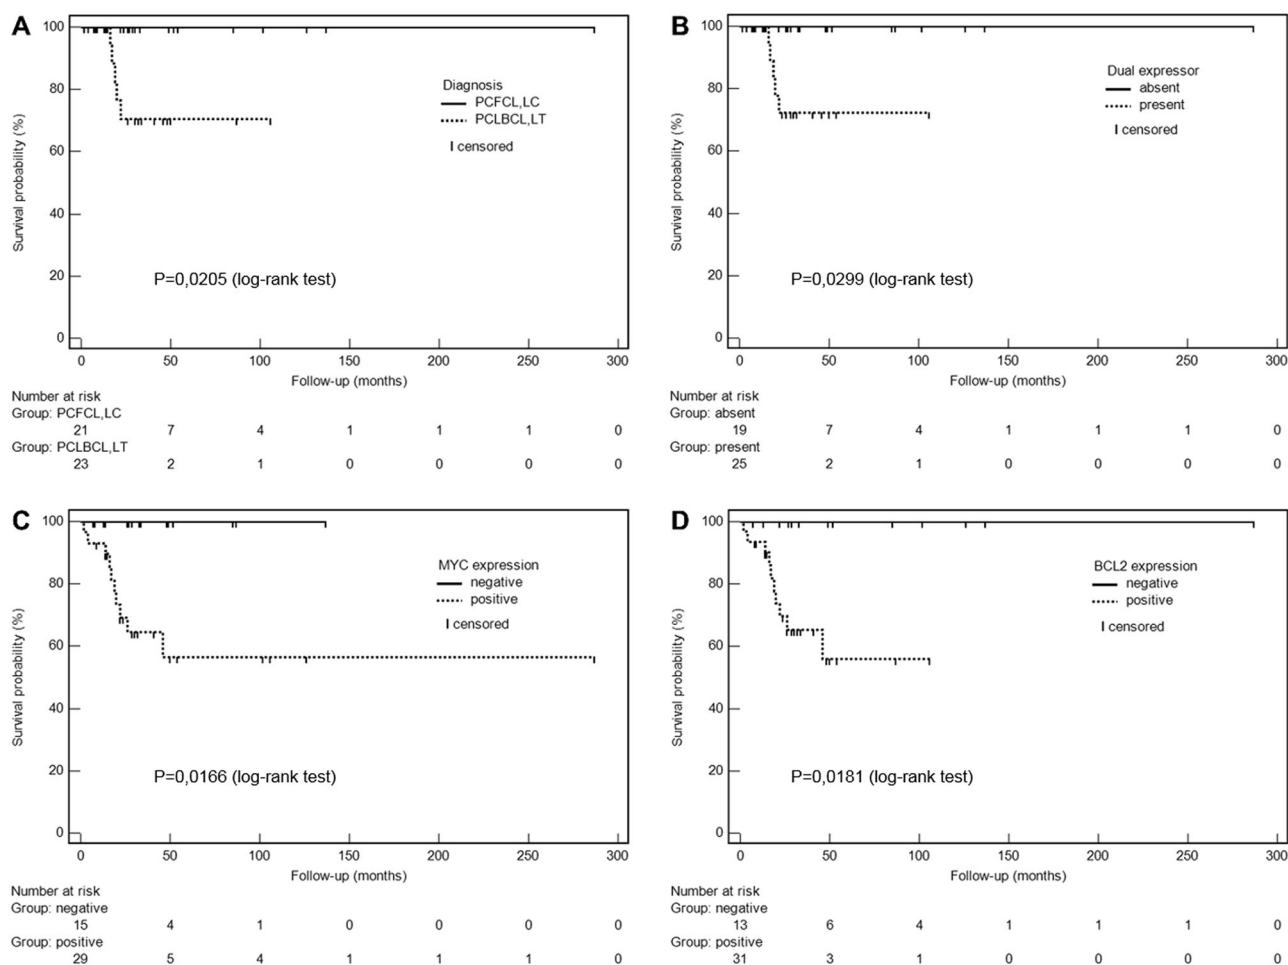 A
100
80
60
40
20
0
Survival probability (%)
Diagnosis
PCFCL,LC
PCLBCL,LT
I censored
P=0,0205 (log-rank test)
0 50 100 150 200 250 300
Follow-up (months)
Number at risk
Group: PCFCL,LC
21 7 4 1 1 1 0
Group: PCLBCL,LT
23 2 1 0 0 0 0
B
100
80
60
40
20
0
Survival probability (%)
Dual expressor
absent
present
I censored
P=0,0299 (log-rank test)
0 50 100 150 200 250 300
Follow-up (months)
Number at risk
Group: absent
19 7 4 1 1 1 0
Group: present
25 2 1 0 0 0 0
C
100
80
60
40
20
0
Survival probability (%)
MYC expression
negative
positive
I censored
P=0,0166 (log-rank test)
0 50 100 150 200 250 300
Follow-up (months)
Number at risk
Group: negative
15 4 1 0 0 0 0
Group: positive
29 5 4 1 1 1 0
D
100
80
60
40
20
0
Survival probability (%)
BCL2 expression
negative
positive
I censored
P=0,0181 (log-rank test)
0 50 100 150 200 250 300
Follow-up (months)
Number at risk
Group: negative
13 6 4 1 1 1 0
Group: positive
31 3 1 0 0 0 0